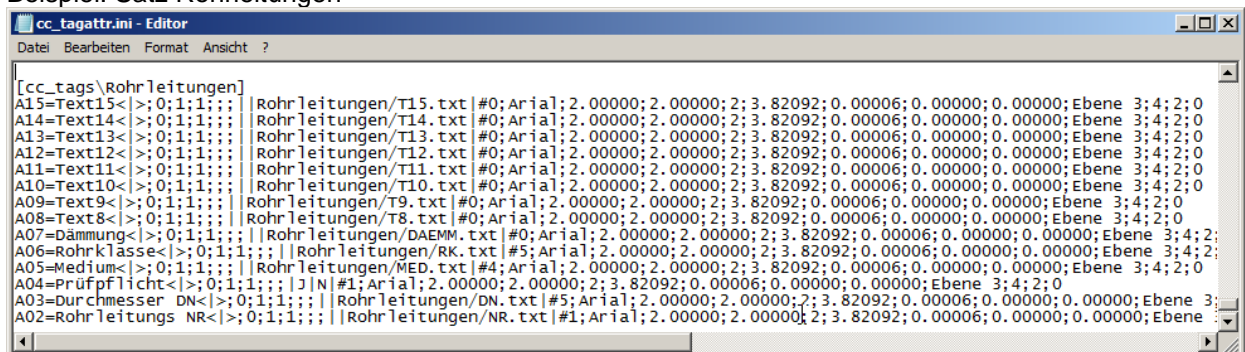 cc_tagattr.ini - Editor
Datei Bearbeiten Format Ansicht ?
[cc_tags\Rohrleitungen]
A15=Text15<|>;0;1;1;;;||Rohrleitungen/T15.txt|#0;Arial;2.00000;2.00000;2;3.82092;0.00006;0.00000;0.00000;Ebene 3;4;2;0
A14=Text14<|>;0;1;1;;;||Rohrleitungen/T14.txt|#0;Arial;2.00000;2.00000;2;3.82092;0.00006;0.00000;0.00000;Ebene 3;4;2;0
A13=Text13<|>;0;1;1;;;||Rohrleitungen/T13.txt|#0;Arial;2.00000;2.00000;2;3.82092;0.00006;0.00000;0.00000;Ebene 3;4;2;0
A12=Text12<|>;0;1;1;;;||Rohrleitungen/T12.txt|#0;Arial;2.00000;2.00000;2;3.82092;0.00006;0.00000;0.00000;Ebene 3;4;2;0
A11=Text11<|>;0;1;1;;;||Rohrleitungen/T11.txt|#0;Arial;2.00000;2.00000;2;3.82092;0.00006;0.00000;0.00000;Ebene 3;4;2;0
A10=Text10<|>;0;1;1;;;||Rohrleitungen/T10.txt|#0;Arial;2.00000;2.00000;2;3.82092;0.00006;0.00000;0.00000;Ebene 3;4;2;0
A09=Text9<|>;0;1;1;;;||Rohrleitungen/T9.txt|#0;Arial;2.00000;2.00000;2;3.82092;0.00006;0.00000;0.00000;Ebene 3;4;2;0
A08=Text8<|>;0;1;1;;;||Rohrleitungen/T8.txt|#0;Arial;2.00000;2.00000;2;3.82092;0.00006;0.00000;0.00000;Ebene 3;4;2;0
A07=Dämmung<|>;0;1;1;;;||Rohrleitungen/DAEMM.txt|#0;Arial;2.00000;2.00000;2;3.82092;0.00006;0.00000;0.00000;Ebene 3;4;2;
A06=Rohrklasse<|>;0;1;1;;;||Rohrleitungen/RK.txt|#5;Arial;2.00000;2.00000;2;3.82092;0.00006;0.00000;0.00000;Ebene 3;4;2;
A05=Medium<|>;0;1;1;;;||Rohrleitungen/MED.txt|#4;Arial;2.00000;2.00000;2;3.82092;0.00006;0.00000;0.00000;Ebene 3;4;2;0
A04=Prüfpflicht<|>;0;1;1;;;|J|N|#1;Arial;2.00000;2.00000;2;3.82092;0.00006;0.00000;0.00000;Ebene 3;4;2;0
A03=Durchmesser DN<|>;0;1;1;;;||Rohrleitungen/DN.txt|#5;Arial;2.00000;2.00000;2;3.82092;0.00006;0.00000;0.00000;Ebene 3;
A02=Rohrleitungs NR<|>;0;1;1;;;||Rohrleitungen/NR.txt|#1;Arial;2.00000;2.00000;2;3.82092;0.00006;0.00000;0.00000;Ebene